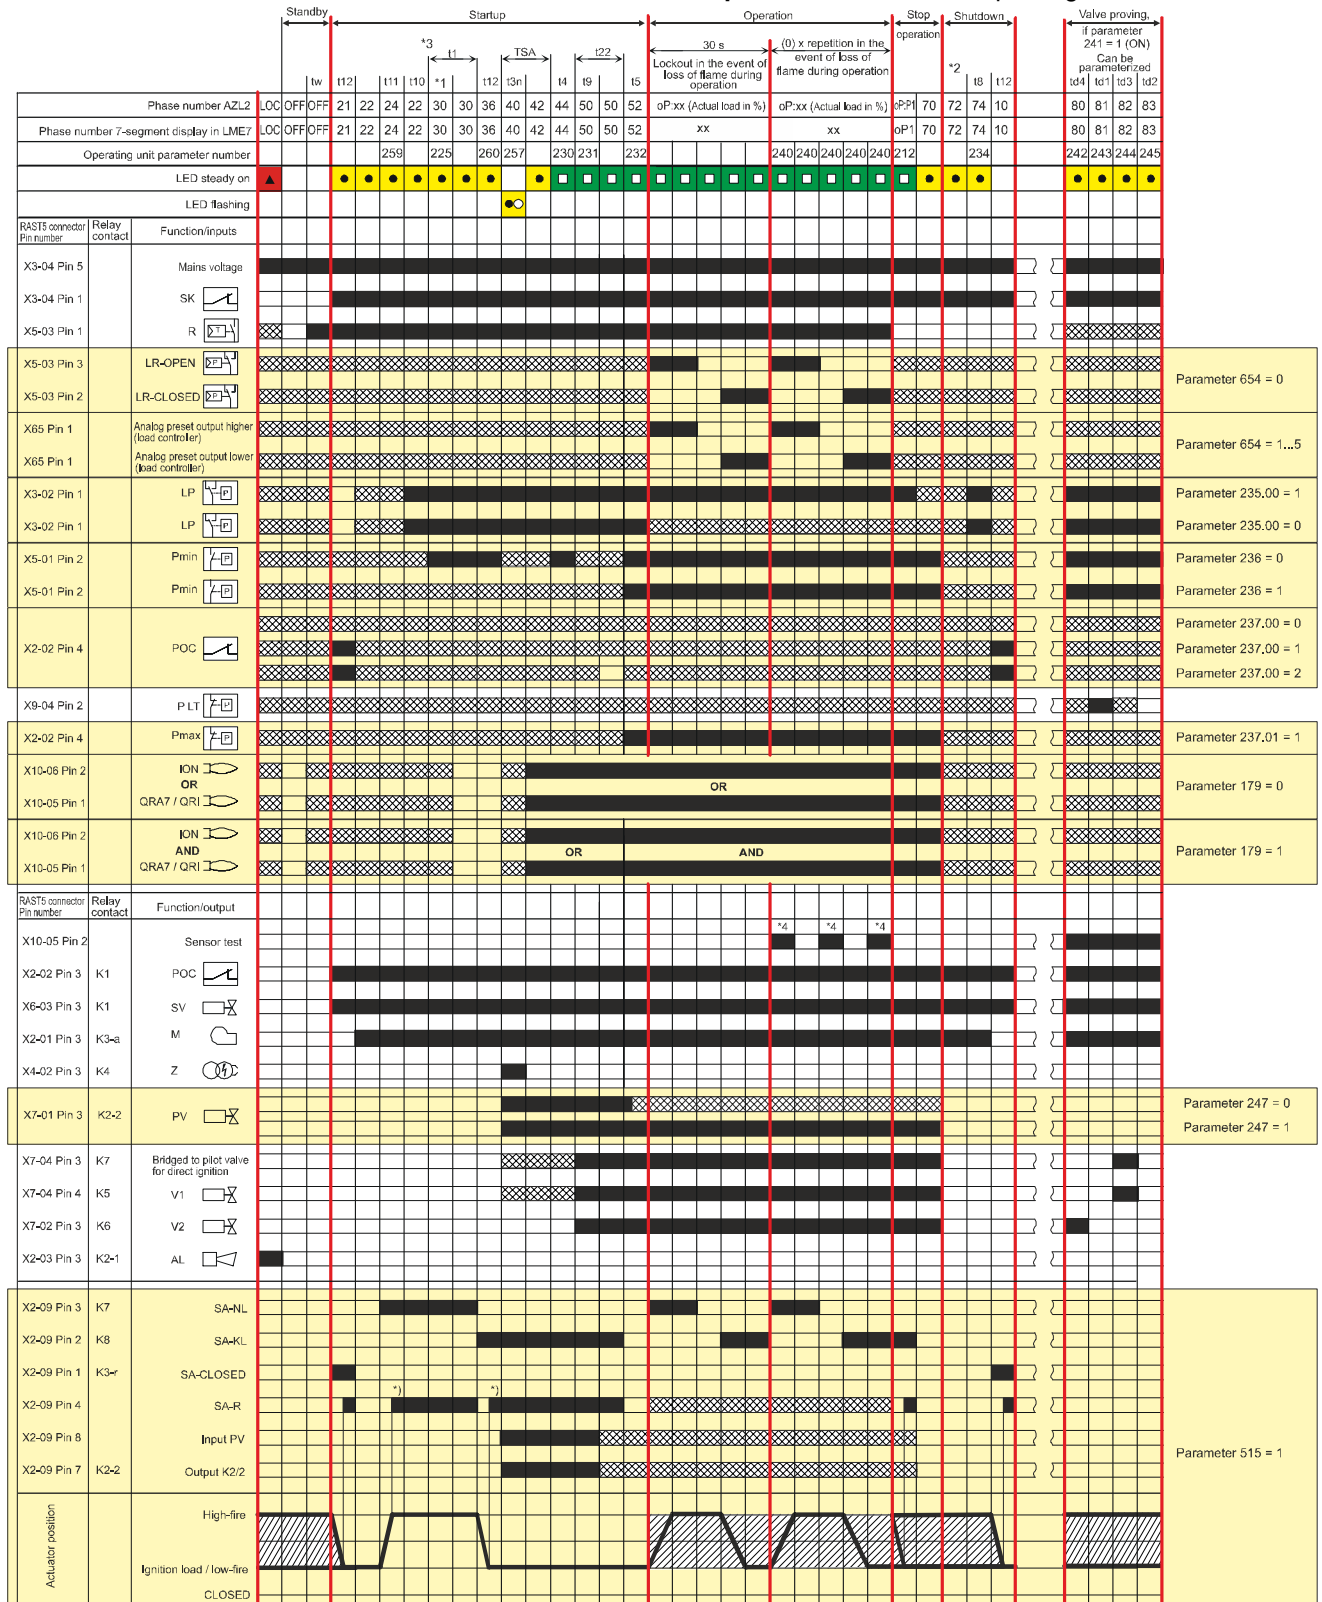 Standby
Startup
Operation
Stop operation
Shutdown
Valve proving, if parameter 241 = 1 (ON)
Can be parameterized
*3
t1
TSA
t22
30 s
Lockout in the event of loss of flame during operation
(0) x repetition in the event of loss of flame during operation
*2
tw t12 t11 t10 *1 t12 t3n t4 t9 t5 t8 t12 td4 td1 td3 td2
Phase number AZL2 LOC OFF OFF 21 22 24 22 30 30 36 40 42 44 50 50 52 oP:xx (Actual load in %) oP:xx (Actual load in %) oP:P1 70 72 74 10 80 81 82 83
Phase number 7-segment display in LME7 LOC OFF OFF 21 22 24 22 30 30 36 40 42 44 50 50 52 xx xx oP1 70 72 74 10 80 81 82 83
Operating unit parameter number 259 225 260 257 230 231 232 240 240 240 240 240 212 234 242 243 244 245
LED steady on
LED flashing
RAST5 connector Pin number Relay contact Function/inputs
X3-04 Pin 5 Mains voltage
X3-04 Pin 1 SK
X5-03 Pin 1 R T
X5-03 Pin 3 LR-OPEN P
Parameter 654 = 0
X5-03 Pin 2 LR-CLOSED P
X65 Pin 1 Analog preset output higher (load controller)
Parameter 654 = 1...5
X65 Pin 1 Analog preset output lower (load controller)
X3-02 Pin 1 LP P Parameter 235.00 = 1
X3-02 Pin 1 LP P Parameter 235.00 = 0
X5-01 Pin 2 Pmin P Parameter 236 = 0
X5-01 Pin 2 Pmin P Parameter 236 = 1
Parameter 237.00 = 0
X2-02 Pin 4 POC Parameter 237.00 = 1
Parameter 237.00 = 2
X9-04 Pin 2 P LT P
X2-02 Pin 4 Pmax P Parameter 237.01 = 1
X10-06 Pin 2 ION
OR OR Parameter 179 = 0
X10-05 Pin 1 QRA7 / QRI
X10-06 Pin 2 ION
AND OR AND Parameter 179 = 1
X10-05 Pin 1 QRA7 / QRI
RAST5 connector Pin number Relay contact Function/output
*4 *4 *4
X10-05 Pin 2 Sensor test
X2-02 Pin 3 K1 POC
X6-03 Pin 3 K1 SV
X2-01 Pin 3 K3-a M
X4-02 Pin 3 K4 Z
Parameter 247 = 0
X7-01 Pin 3 K2-2 PV
Parameter 247 = 1
X7-04 Pin 3 K7 Bridged to pilot valve for direct ignition
X7-04 Pin 4 K5 V1
X7-02 Pin 3 K6 V2
X2-03 Pin 3 K2-1 AL
X2-09 Pin 3 K7 SA-NL
X2-09 Pin 2 K8 SA-KL
X2-09 Pin 1 K3-r SA-CLOSED
*) *)
X2-09 Pin 4 SA-R
X2-09 Pin 8 Input PV
Parameter 515 = 1
X2-09 Pin 7 K2-2 Output K2/2
Actuator position
High-fire
Ignition load / low-fire
CLOSED